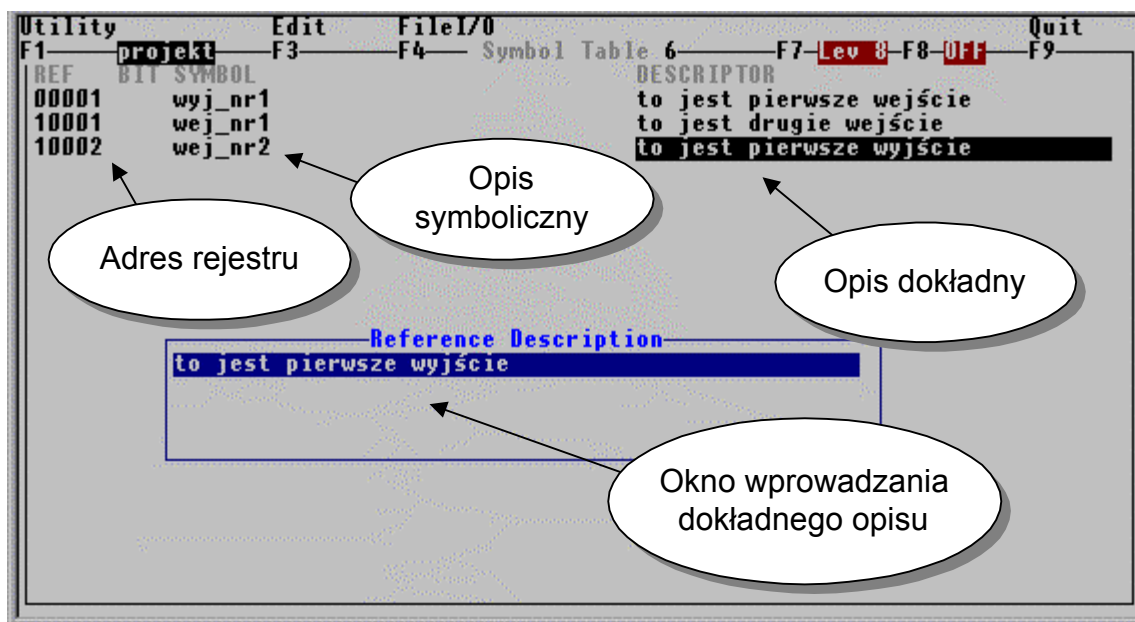 Utility Edit FileI/O Quit
F1 projekt F3 F4 Symbol Table 6 F7 Lev 8 F8 OFF F9
REF BIT SYMBOL DESCRIPTOR
00001 wyj_nr1 to jest pierwsze wejście
10001 wej_nr1 to jest drugie wejście
10002 wej_nr2 to jest pierwsze wyjście
Opis
symboliczny
Adres rejestru
Opis dokładny
Reference Description
to jest pierwsze wyjście
Okno wprowadzania
dokładnego opisu